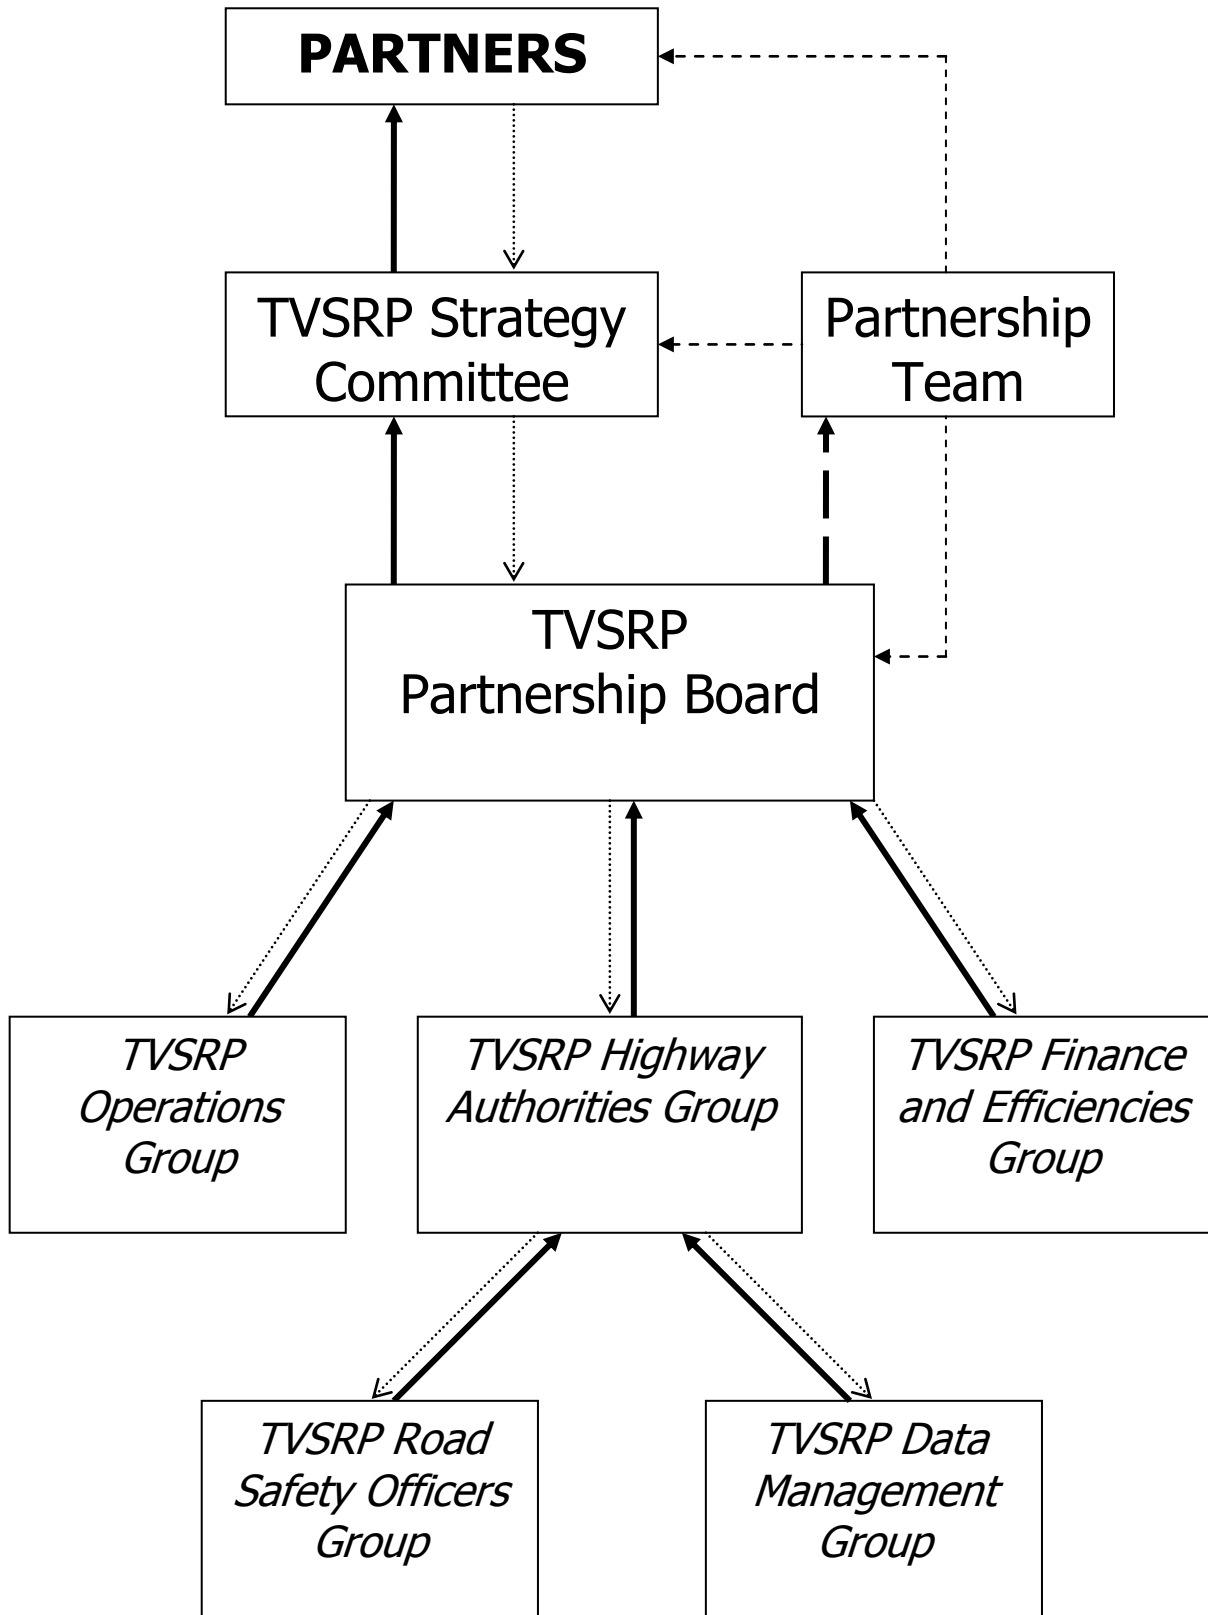 PARTNERS
TVSRP Strategy
Committee
Partnership
Team
TVSRP
Partnership Board
TVSRP
Operations
Group
TVSRP Highway
Authorities Group
TVSRP Finance
and Efficiencies
Group
TVSRP Road
Safety Officers
Group
TVSRP Data
Management
Group